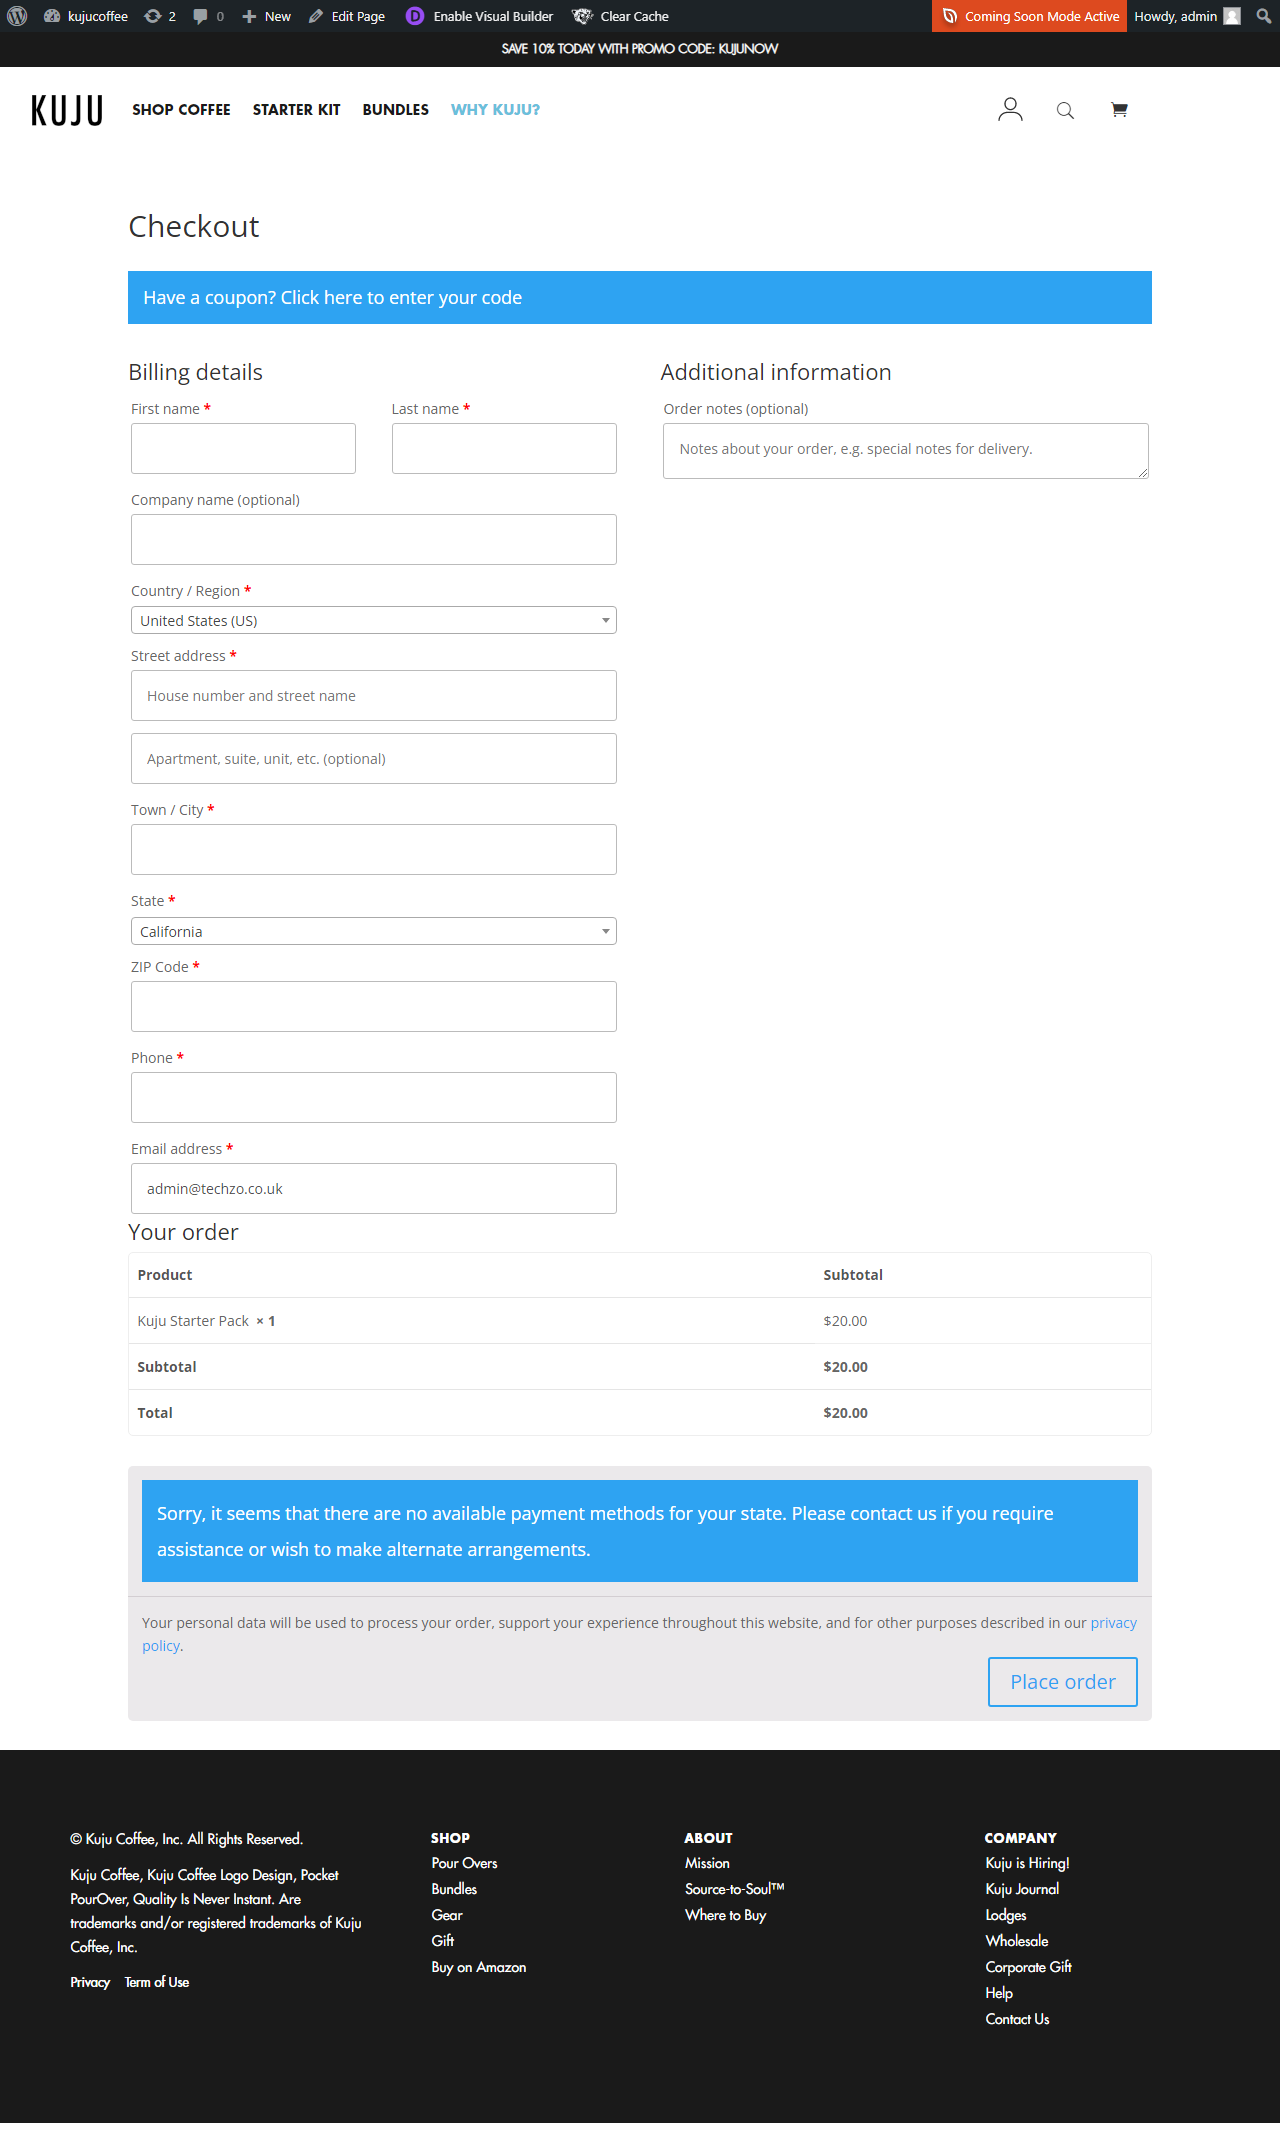 kujucoffee 2 0 New Edit Page Enable Visual Builder Clear Cache Coming Soon Mode Active Howdy, admin
SAVE 10% TODAY WITH PROMO CODE: KUJUNOW
KUJU SHOP COFFEE STARTER KIT BUNDLES WHY KUJU?
Checkout
Have a coupon? Click here to enter your code
Billing details
First name *
Last name *
Company name (optional)
Country / Region *
United States (US)
Street address *
House number and street name
Apartment, suite, unit, etc. (optional)
Town / City *
State *
California
ZIP Code *
Phone *
Email address *
admin@techzo.co.uk
Additional information
Order notes (optional)
Notes about your order, e.g. special notes for delivery.
Your order
Product Subtotal
Kuju Starter Pack × 1 $20.00
Subtotal $20.00
Total $20.00
Sorry, it seems that there are no available payment methods for your state. Please contact us if you require
assistance or wish to make alternate arrangements.
Your personal data will be used to process your order, support your experience throughout this website, and for other purposes described in our privacy
policy.
Place order
© Kuju Coffee, Inc. All Rights Reserved.
Kuju Coffee, Kuju Coffee Logo Design, Pocket
PourOver, Quality Is Never Instant. Are
trademarks and/or registered trademarks of Kuju
Coffee, Inc.
Privacy Term of Use
SHOP
Pour Overs
Bundles
Gear
Gift
Buy on Amazon
ABOUT
Mission
Source-to-Soul™
Where to Buy
COMPANY
Kuju is Hiring!
Kuju Journal
Lodges
Wholesale
Corporate Gift
Help
Contact Us